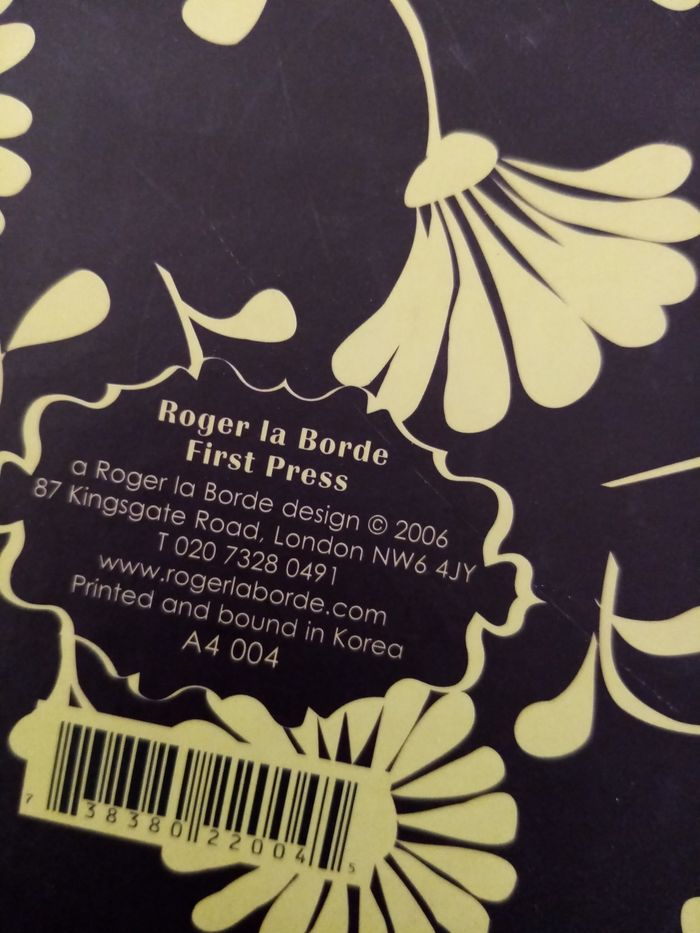 Roger la Borde
First Press
a Roger la Borde design © 2006
87 Kingsgate Road, London NW6 4JY
T 020 7328 0491
www.rogerlaborde.com
Printed and bound in Korea
A4 004
7 38380 22004 5